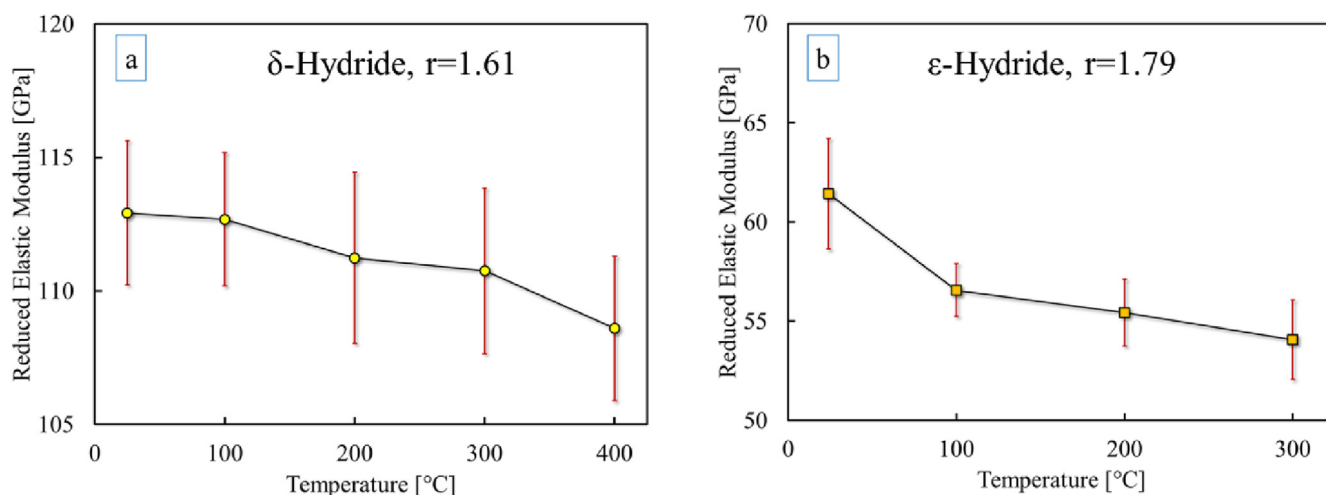 a
δ-Hydride, r=1.61
Reduced Elastic Modulus [GPa]
120
115
110
105
0
100
200
300
400
Temperature [°C]
b
ε-Hydride, r=1.79
Reduced Elastic Modulus [GPa]
70
65
60
55
50
0
100
200
300
Temperature [°C]